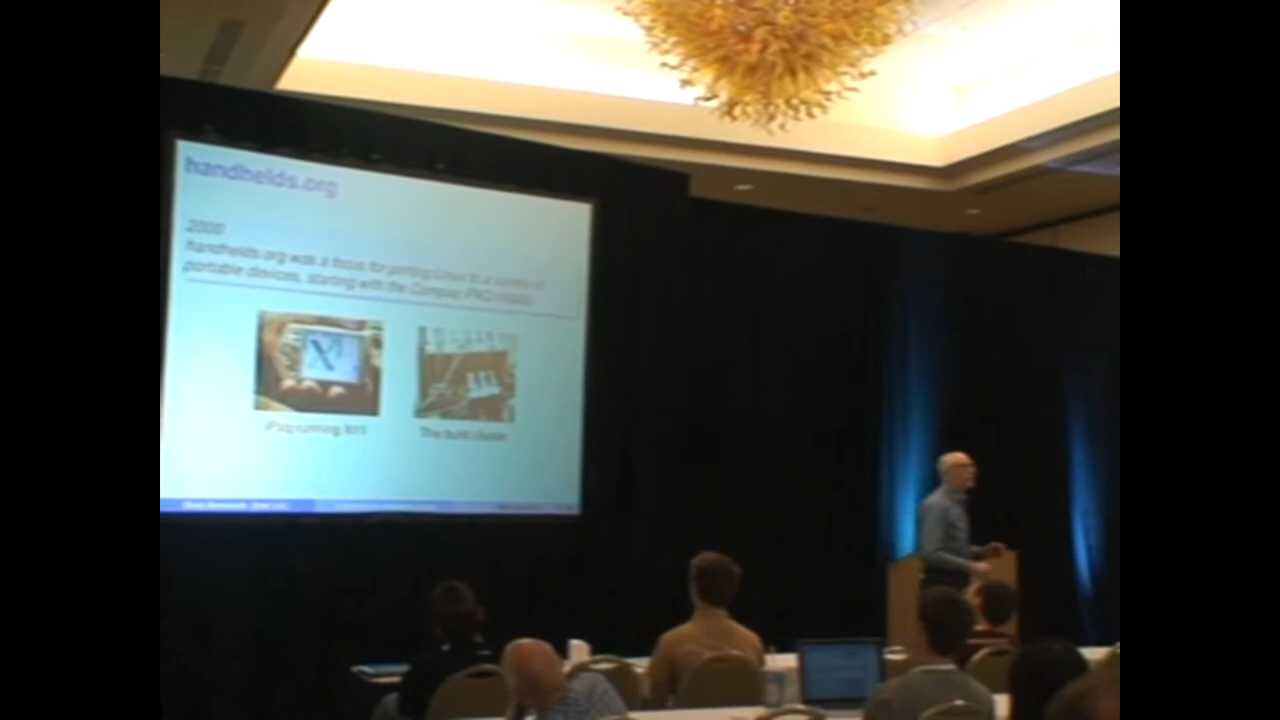 handhelds.org
2000
handhelds.org was a focus for porting Linux to a variety of
portable devices, starting with the Compaq iPAQ
iPaq running X11
The build cluster